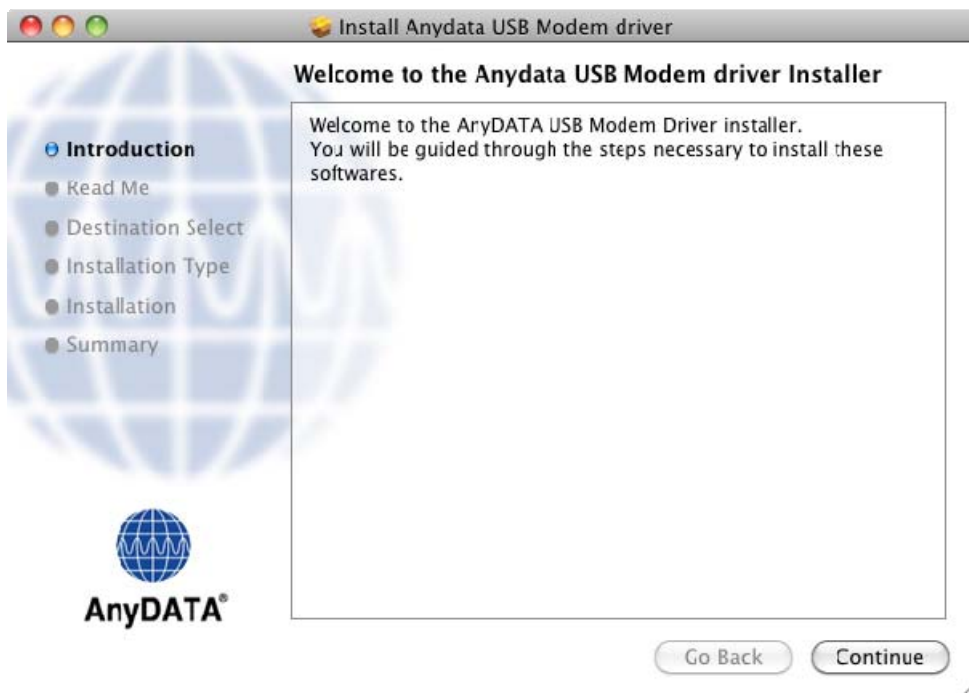 Install Anydata USB Modem driver
Welcome to the Anydata USB Modem driver Installer
Introduction
Read Me
Destination Select
Installation Type
Installation
Summary
Welcome to the AnyDATA USB Modem Driver installer.
You will be guided through the steps necessary to install these
softwares.
AnyDATA®
Go Back
Continue